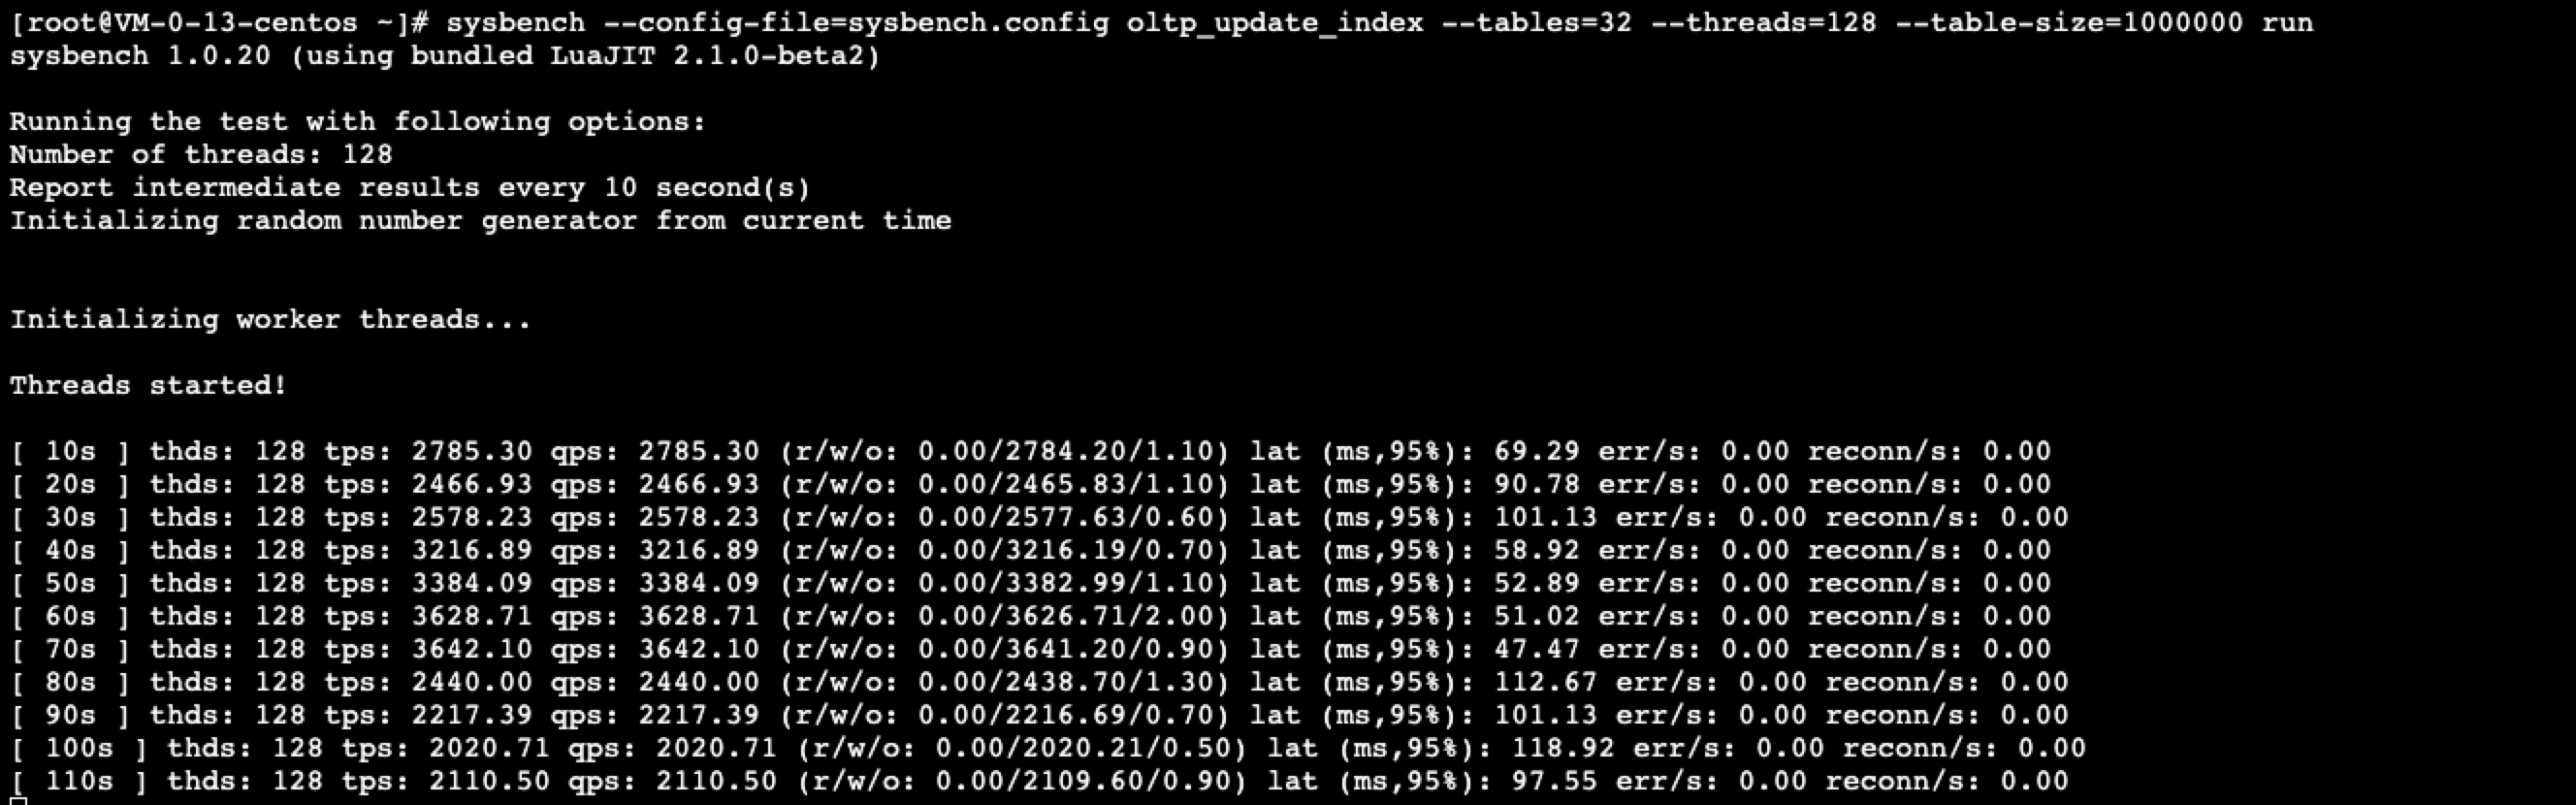 [root@VM-0-13-centos ~]# sysbench --config-file=sysbench.config oltp_update_index --tables=32 --threads=128 --table-size=1000000 run
sysbench 1.0.20 (using bundled LuaJIT 2.1.0-beta2)
Running the test with following options:
Number of threads: 128
Report intermediate results every 10 second(s)
Initializing random number generator from current time
Initializing worker threads...
Threads started!
[ 10s ] thds: 128 tps: 2785.30 qps: 2785.30 (r/w/o: 0.00/2784.20/1.10) lat (ms,95%): 69.29 err/s: 0.00 reconn/s: 0.00
[ 20s ] thds: 128 tps: 2466.93 qps: 2466.93 (r/w/o: 0.00/2465.83/1.10) lat (ms,95%): 90.78 err/s: 0.00 reconn/s: 0.00
[ 30s ] thds: 128 tps: 2578.23 qps: 2578.23 (r/w/o: 0.00/2577.63/0.60) lat (ms,95%): 101.13 err/s: 0.00 reconn/s: 0.00
[ 40s ] thds: 128 tps: 3216.89 qps: 3216.89 (r/w/o: 0.00/3216.19/0.70) lat (ms,95%): 58.92 err/s: 0.00 reconn/s: 0.00
[ 50s ] thds: 128 tps: 3384.09 qps: 3384.09 (r/w/o: 0.00/3382.99/1.10) lat (ms,95%): 52.89 err/s: 0.00 reconn/s: 0.00
[ 60s ] thds: 128 tps: 3628.71 qps: 3628.71 (r/w/o: 0.00/3626.71/2.00) lat (ms,95%): 51.02 err/s: 0.00 reconn/s: 0.00
[ 70s ] thds: 128 tps: 3642.10 qps: 3642.10 (r/w/o: 0.00/3641.20/0.90) lat (ms,95%): 47.47 err/s: 0.00 reconn/s: 0.00
[ 80s ] thds: 128 tps: 2440.00 qps: 2440.00 (r/w/o: 0.00/2438.70/1.30) lat (ms,95%): 112.67 err/s: 0.00 reconn/s: 0.00
[ 90s ] thds: 128 tps: 2217.39 qps: 2217.39 (r/w/o: 0.00/2216.69/0.70) lat (ms,95%): 101.13 err/s: 0.00 reconn/s: 0.00
[ 100s ] thds: 128 tps: 2020.71 qps: 2020.71 (r/w/o: 0.00/2020.21/0.50) lat (ms,95%): 118.92 err/s: 0.00 reconn/s: 0.00
[ 110s ] thds: 128 tps: 2110.50 qps: 2110.50 (r/w/o: 0.00/2109.60/0.90) lat (ms,95%): 97.55 err/s: 0.00 reconn/s: 0.00